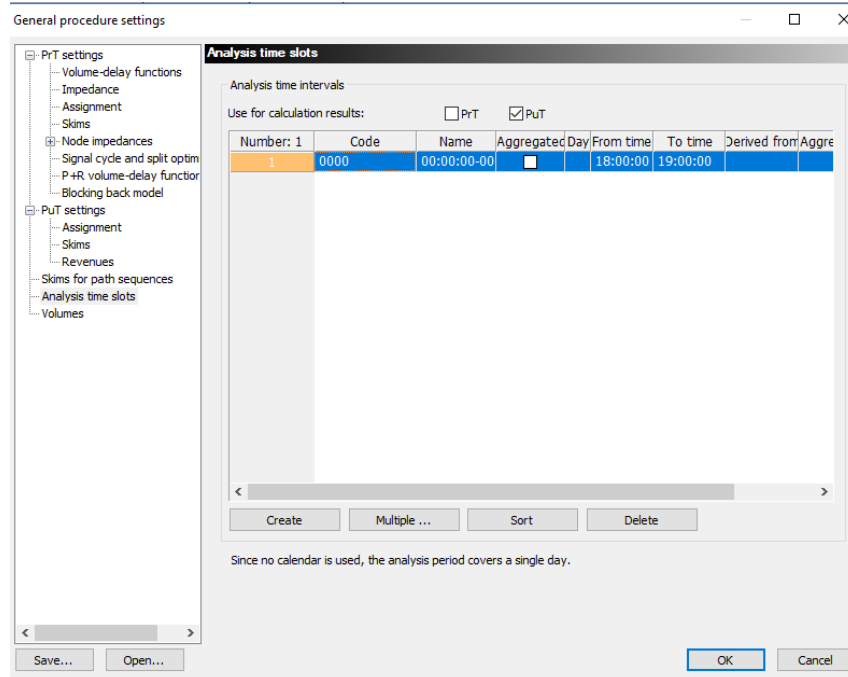 General procedure settings
PrT settings
Volume-delay functions
Impedance
Assignment
Skims
Node impedances
Signal cycle and split optim
P+R volume-delay function
Blocking back model
PuT settings
Assignment
Skims
Revenues
Skims for path sequences
Analysis time slots
Volumes
Save...
Open...
Analysis time slots
Analysis time intervals
Use for calculation results: PrT PuT
Number: 1 Code Name Aggregated Day From time To time Derived from Aggre
1 0000 00:00:00-00 18:00:00 19:00:00
Create Multiple ... Sort Delete
Since no calendar is used, the analysis period covers a single day.
OK Cancel